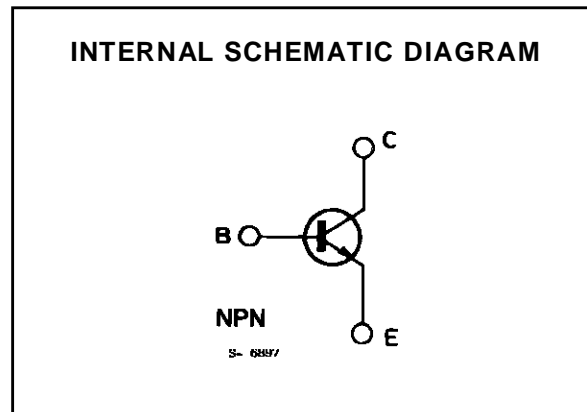 INTERNAL SCHEMATIC DIAGRAM
C
B
NPN
S- 6897
E